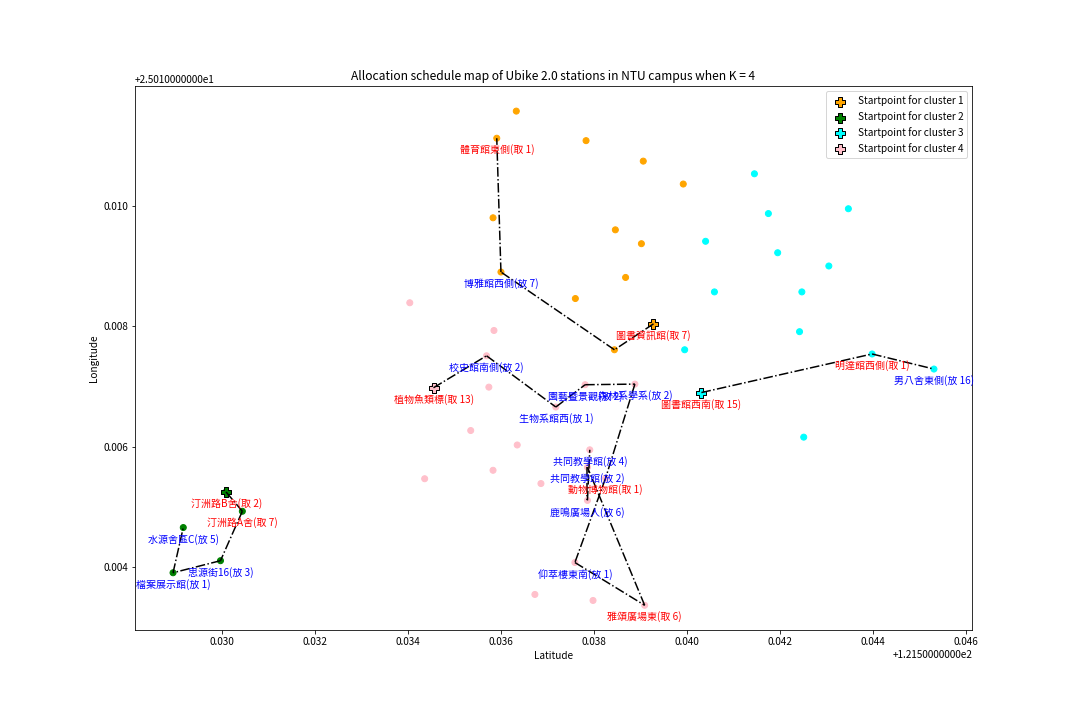 Allocation schedule map of Ubike 2.0 stations in NTU campus when K = 4
+2.5010000000e1
Startpoint for cluster 1
Startpoint for cluster 2
Startpoint for cluster 3
Startpoint for cluster 4
體育館東側(取 1)
0.010
博雅館西側(放 7)
0.008
圖書資訊館(取 7)
明達館西側(取 1)
校史館南側(放 2)
男八舍東側(放 16)
植物魚類標(取 13)
圖書館西南(取 15)
生物系館西(放 1)
Longitude
0.006
共同教學館(放 4)
共同教學館(放 2)
動物博物館(取 1)
汀洲路B舍(取 2)
鹿鳴廣場人(放 6)
汀洲路A舍(取 7)
水源舍區C(放 5)
0.004
思源街16(放 3)
仰萃樓東南(放 1)
檔案展示館(放 1)
雅頌廣場東(取 6)
0.030
0.032
0.034
0.036
0.038
0.040
0.042
0.044
0.046
Latitude
+1.2150000000e2